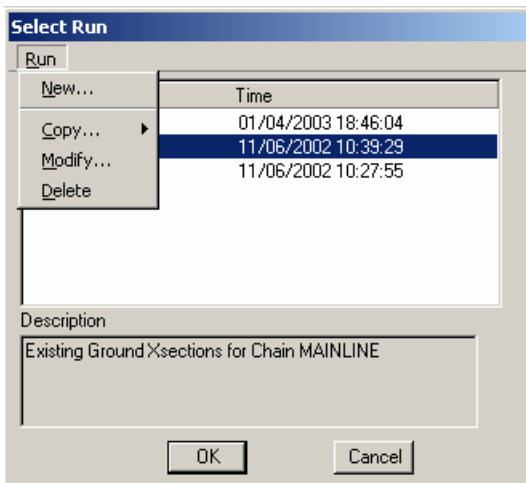 Select Run
Run
New...
Copy...
Modify...
Delete
Time
01/04/2003 18:46:04
11/06/2002 10:39:29
11/06/2002 10:27:55
Description
Existing Ground Xsections for Chain MAINLINE
OK Cancel